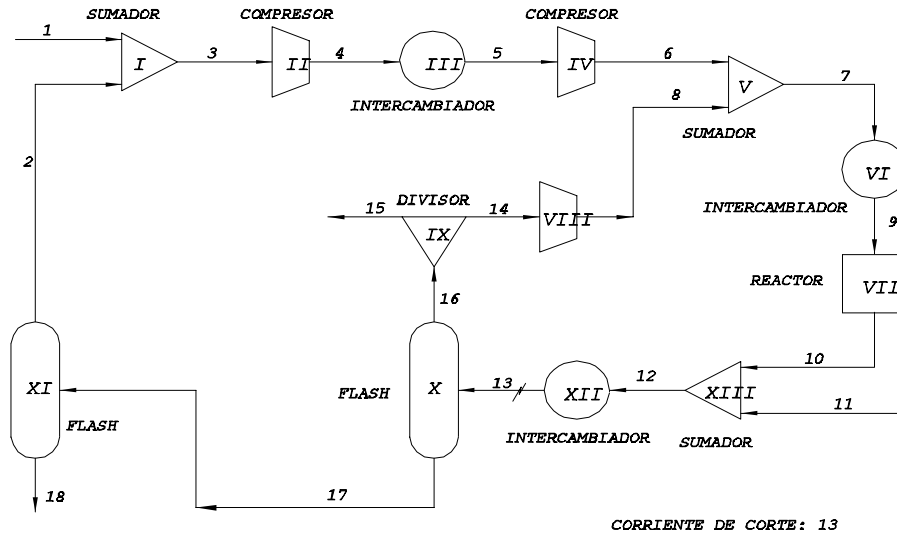 SUMADOR
COMPRESOR
COMPRESOR
1
I
3
II
4
III
5
IV
6
V
7
INTERCAMBIADOR
8
SUMADOR
2
VI
DIVISOR
15
14
VIII
INTERCAMBIADOR
IX
9
REACTOR
VII
16
10
XI
FLASH
X
13
XII
12
XIII
11
FLASH
INTERCAMBIADOR
SUMADOR
18
17
CORRIENTE DE CORTE: 13